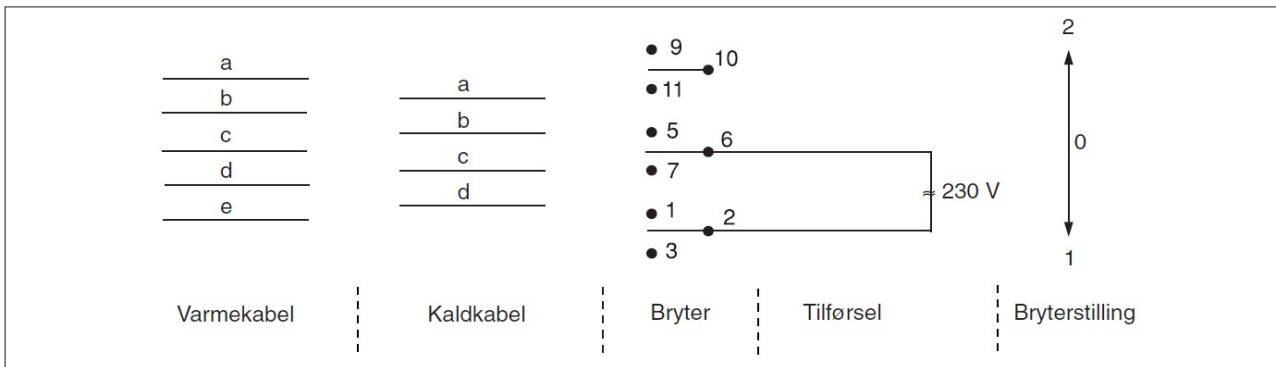 a
b
c
d
e
a
b
c
d
9
10
11
5
6
7
1
2
3
≈ 230 V
2
0
1
Varmekabel
Kaldkabel
Bryter
Tilførsel
Bryterstilling